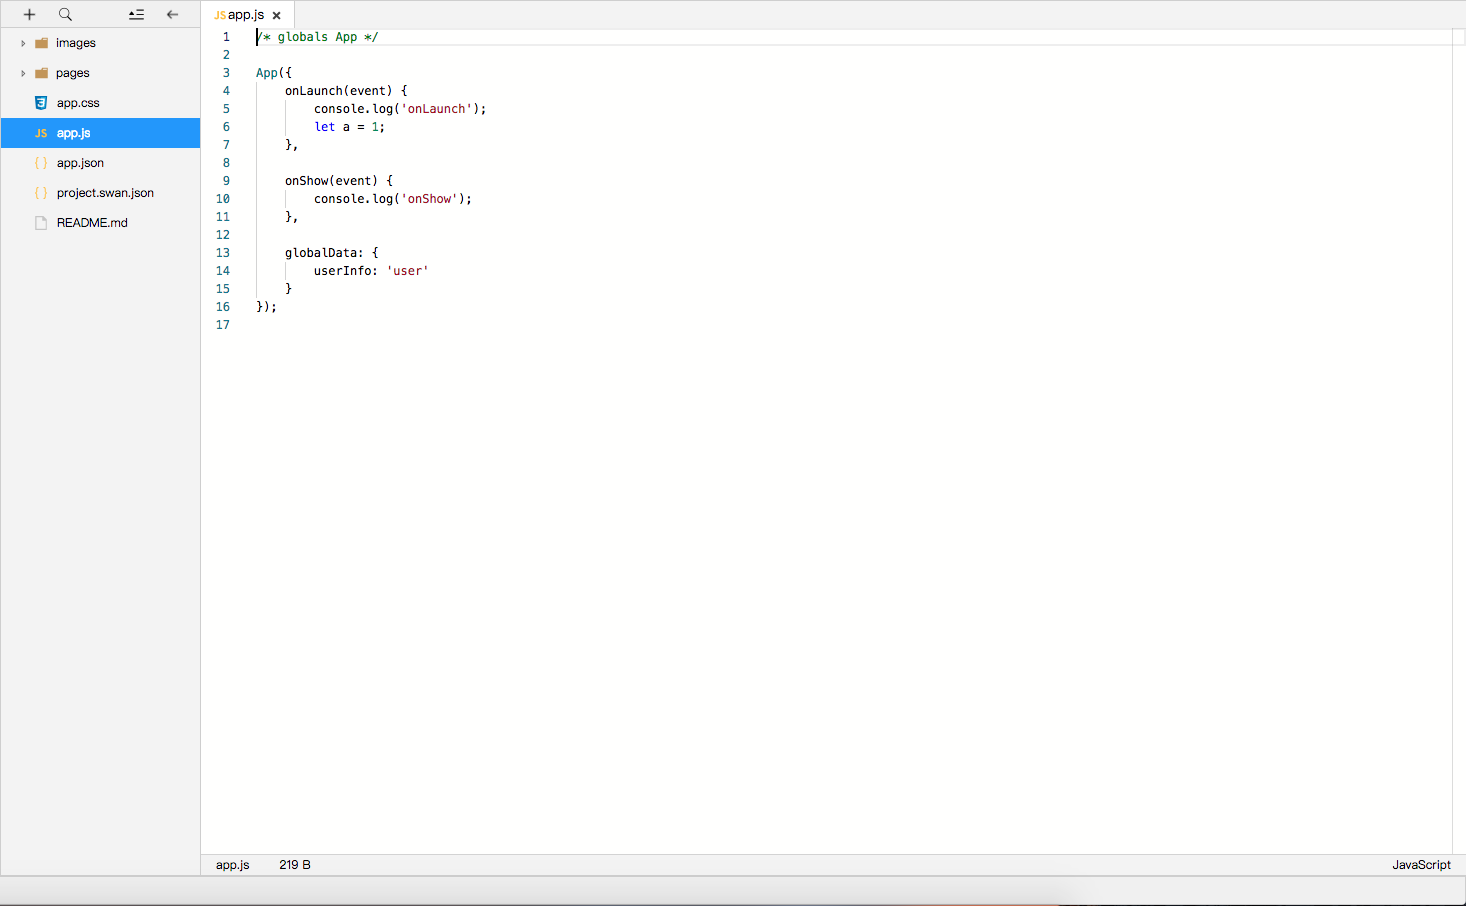 JS app.js ×
images
pages
app.css
JS app.js
{ } app.json
{ } project.swan.json
README.md
1 /* globals App */
2
3 App({
4     onLaunch(event) {
5         console.log('onLaunch');
6         let a = 1;
7     },
8
9     onShow(event) {
10         console.log('onShow');
11     },
12
13     globalData: {
14         userInfo: 'user'
15     }
16 });
17
app.js 219 B JavaScript